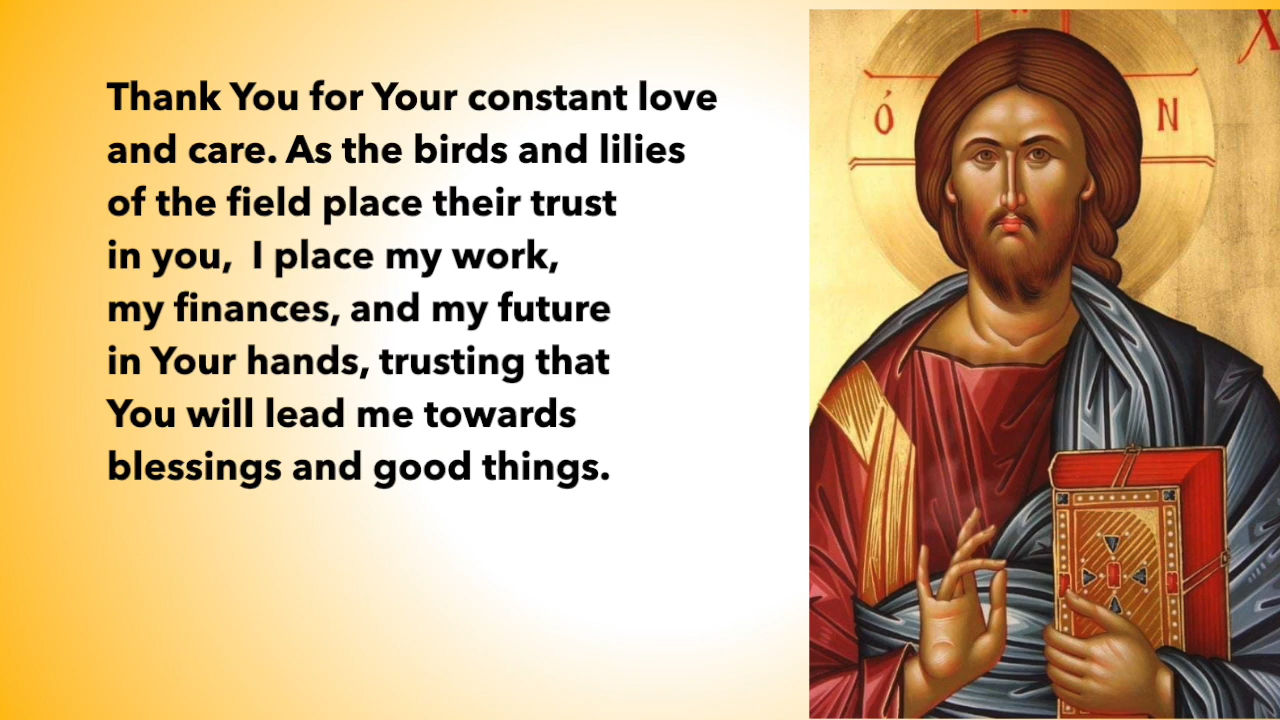 Thank You for Your constant love
and care. As the birds and lilies
of the field place their trust
in you,  I place my work,
my finances, and my future
in Your hands, trusting that
You will lead me towards
blessings and good things.
Ó Ν
Χ